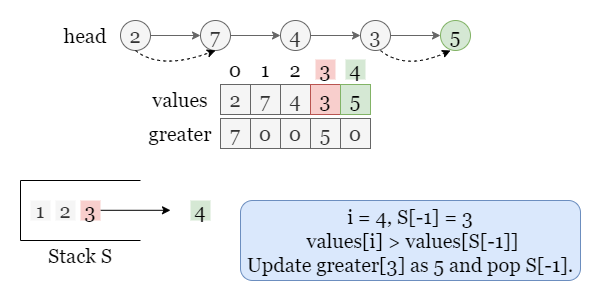 head 2 7 4 3 5
0 1 2 3 4
values 2 7 4 3 5
greater 7 0 0 5 0
1 2 3 4
Stack S
i = 4, S[-1] = 3
values[i] > values[S[-1]]
Update greater[3] as 5 and pop S[-1].